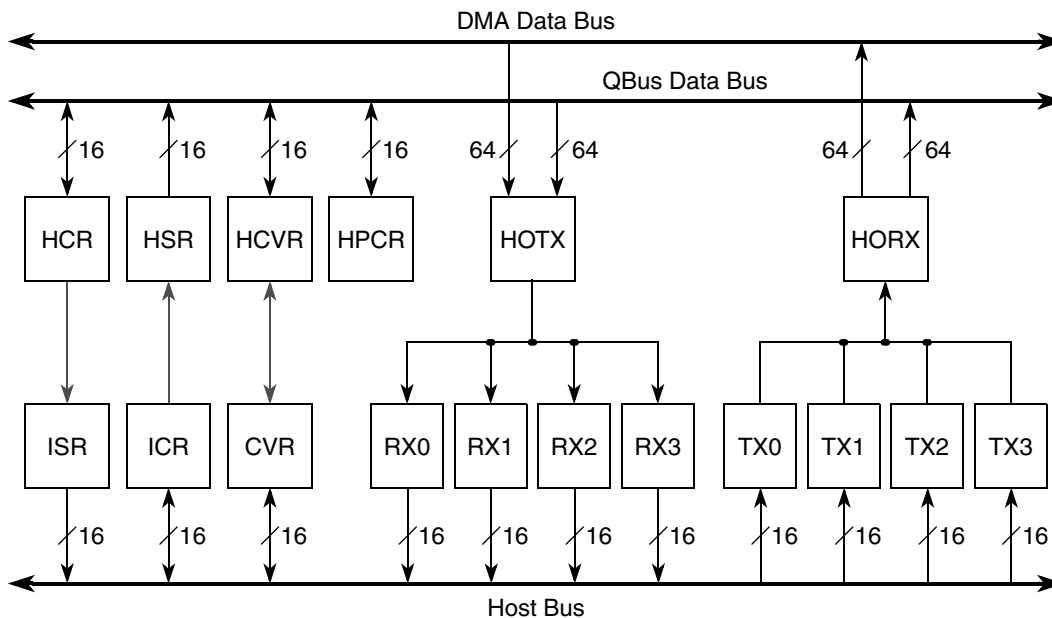 DMA Data Bus
QBus Data Bus
16 16 16 16 64 64 64 64
HCR HSR HCVR HPCR HOTX HORX
ISR ICR CVR RX0 RX1 RX2 RX3 TX0 TX1 TX2 TX3
16 16 16 16 16 16 16 16 16 16 16
Host Bus